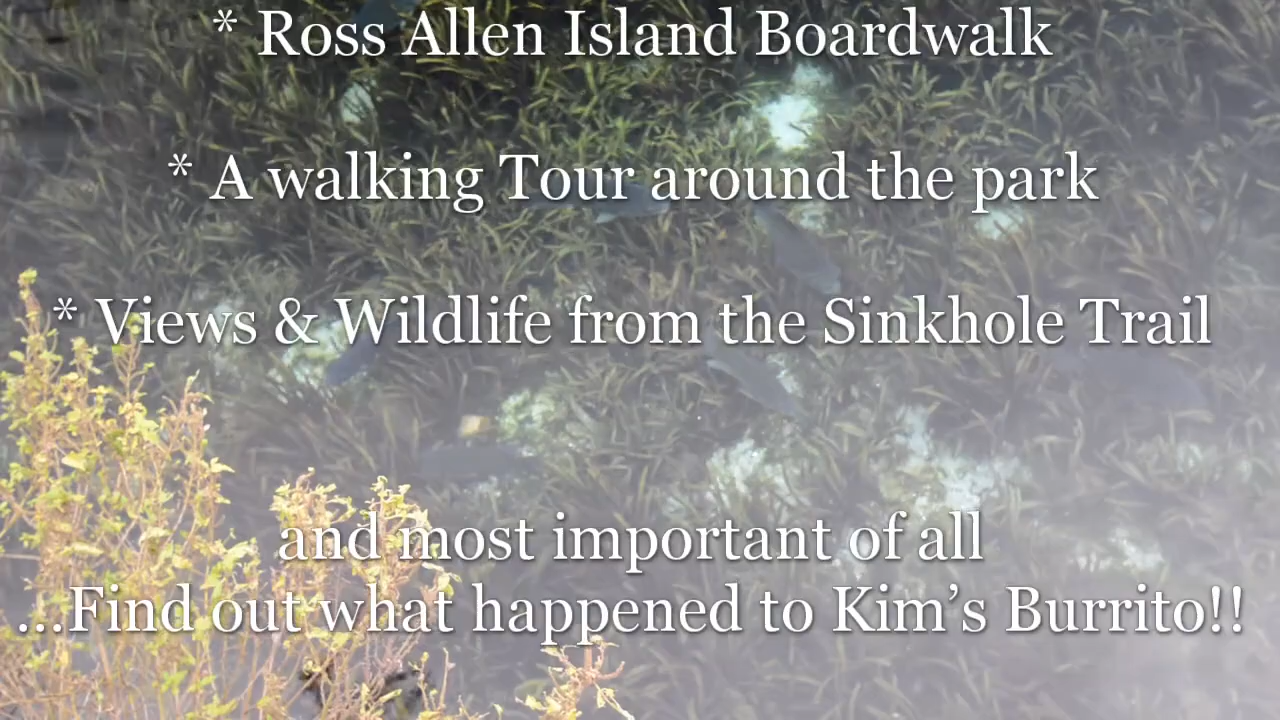 * Ross Allen Island Boardwalk
* A walking Tour around the park
* Views & Wildlife from the Sinkhole Trail
and most important of all
...Find out what happened to Kim’s Burrito!!